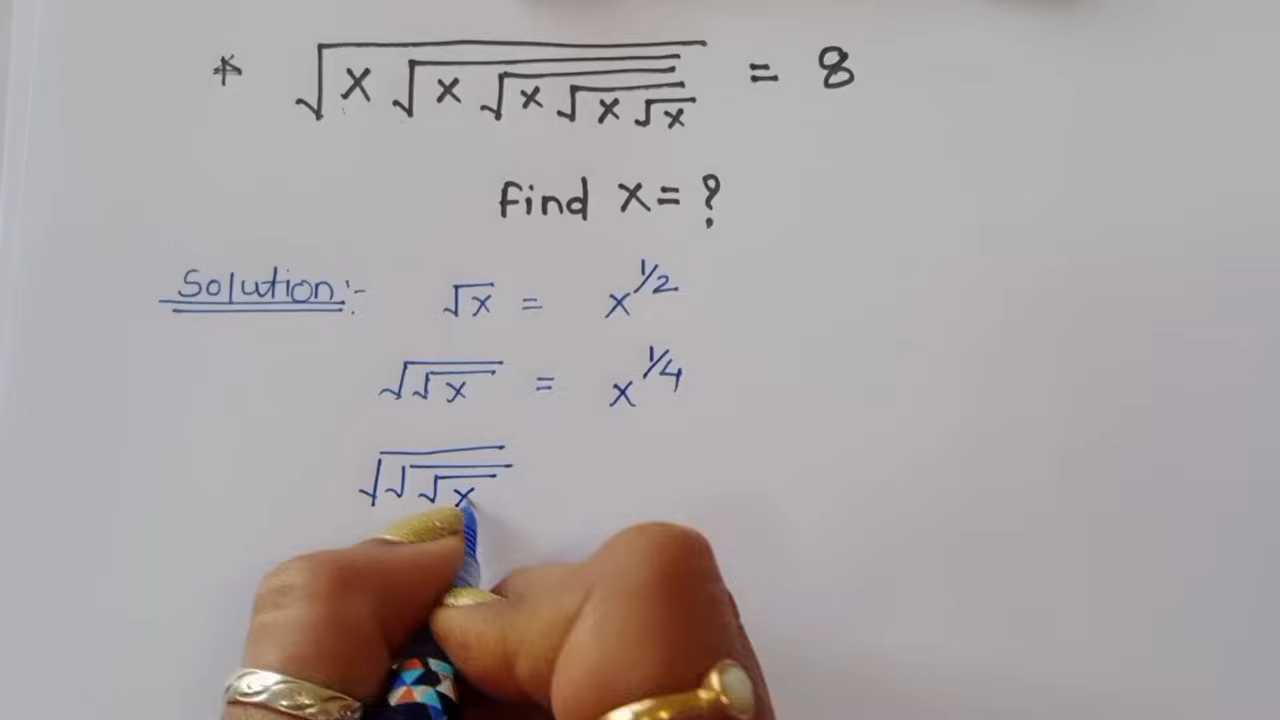 * √(x√(x√(x√(x√x)))) = 8
find x = ?
Solution:- √x = x^1/2
√√x = x^1/4
√√√x